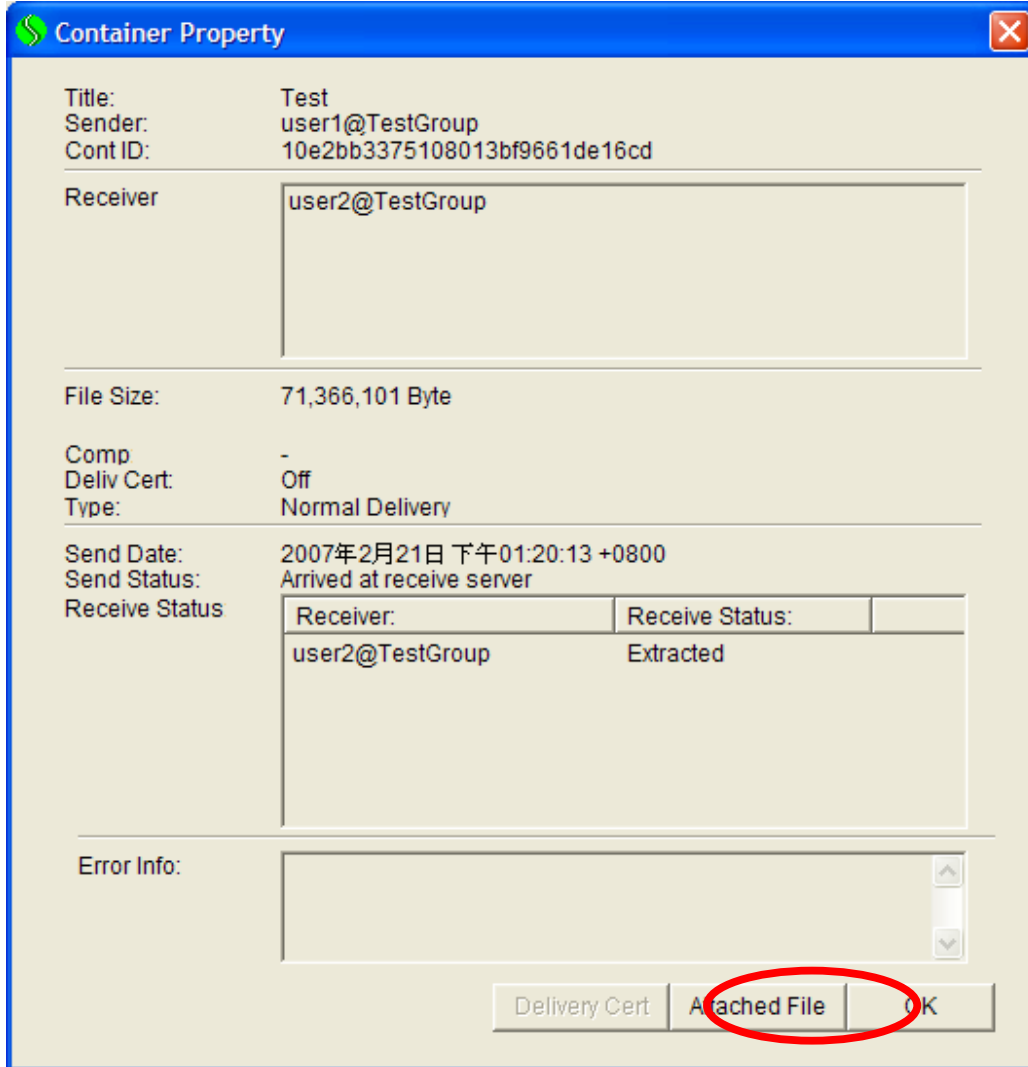 Container Property
Title: Test
Sender: user1@TestGroup
Cont ID: 10e2bb3375108013bf9661de16cd
Receiver user2@TestGroup
File Size: 71,366,101 Byte
Comp -
Deliv Cert: Off
Type: Normal Delivery
Send Date: 2007年2月21日 下午01:20:13 +0800
Send Status: Arrived at receive server
Receive Status
Receiver: Receive Status:
user2@TestGroup Extracted
Error Info:
Delivery Cert Attached File OK